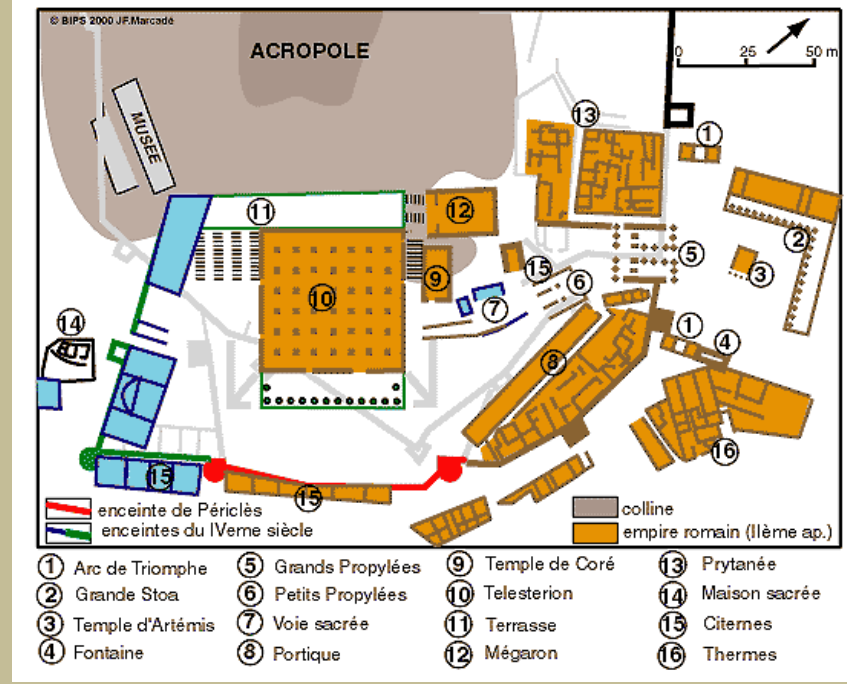 © BIPS 2000 JF.Marcadé
ACROPOLE
0 25 50 m
MUSEE
13
1
11
12
2
5
9
15
3
10
6
7
14
1
4
8
16
15
15
enceinte de Périclès
enceintes du IVeme siècle
colline
empire romain (IIème ap.)
1 Arc de Triomphe
2 Grande Stoa
3 Temple d'Artémis
4 Fontaine
5 Grands Propylées
6 Petits Propylées
7 Voie sacrée
8 Portique
9 Temple de Coré
10 Telesterion
11 Terrasse
12 Mégaron
13 Prytanée
14 Maison sacrée
15 Citernes
16 Thermes